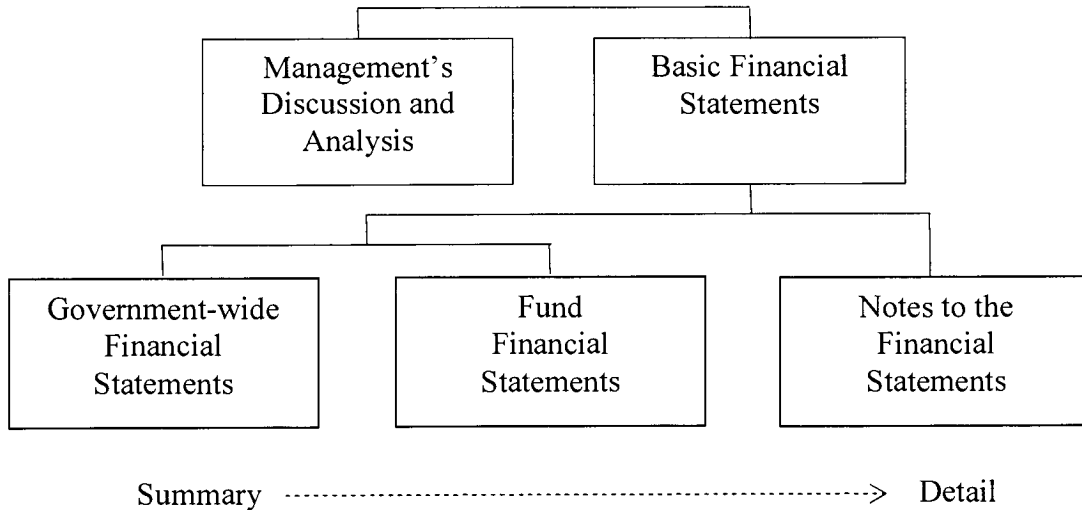 Management's
Discussion and
Analysis
Basic Financial
Statements
Government-wide
Financial
Statements
Fund
Financial
Statements
Notes to the
Financial
Statements
Summary
Detail